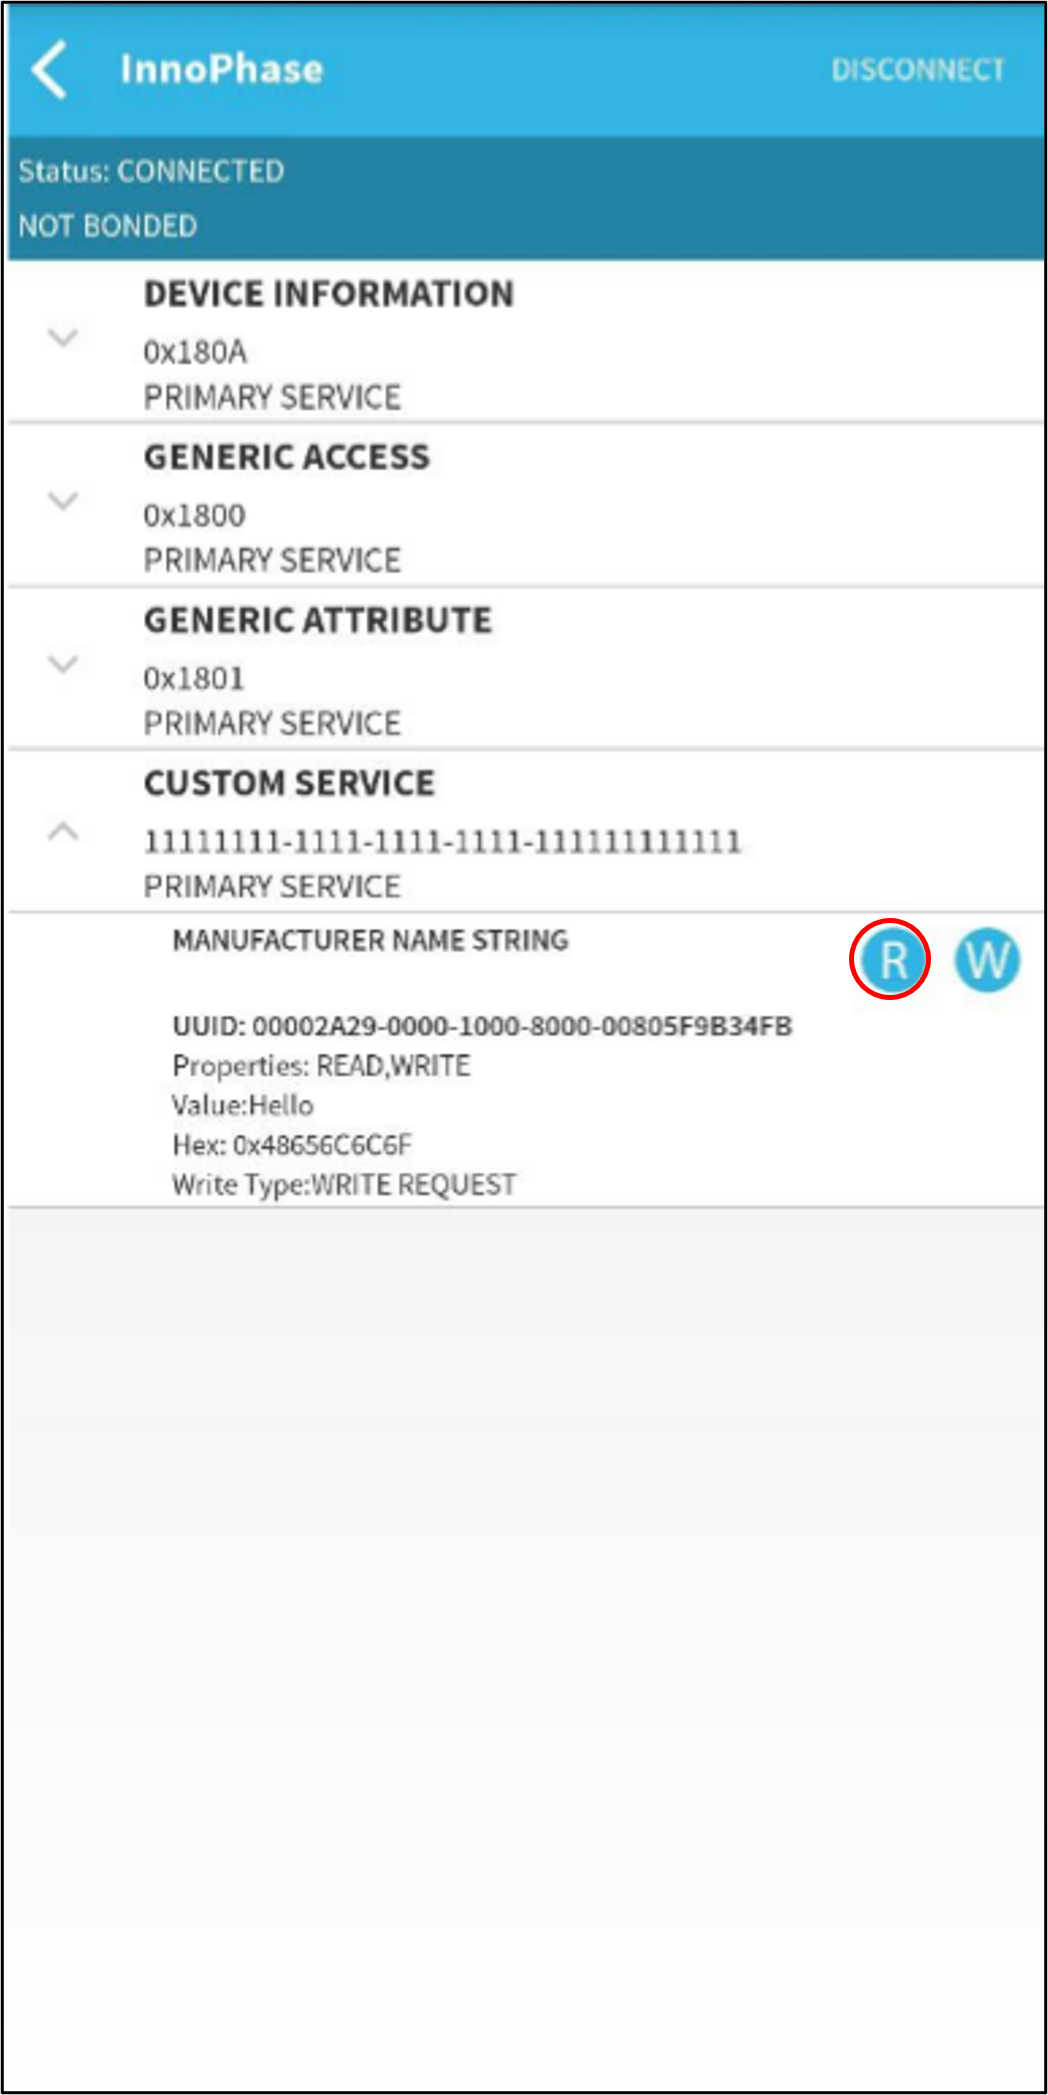 InnoPhase
DISCONNECT
Status: CONNECTED
NOT BONDED
DEVICE INFORMATION
0x180A
PRIMARY SERVICE
GENERIC ACCESS
0x1800
PRIMARY SERVICE
GENERIC ATTRIBUTE
0x1801
PRIMARY SERVICE
CUSTOM SERVICE
11111111-1111-1111-1111-111111111111
PRIMARY SERVICE
MANUFACTURER NAME STRING
R W
UUID: 00002A29-0000-1000-8000-00805F9B34FB
Properties: READ,WRITE
Value:Hello
Hex: 0x48656C6C6F
Write Type:WRITE REQUEST